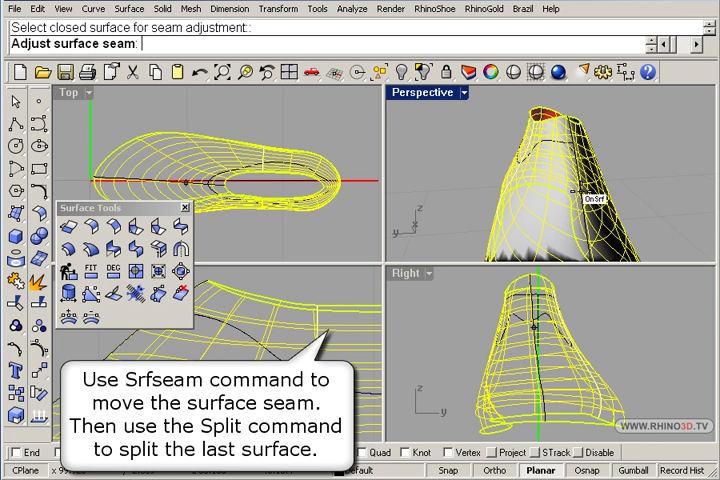 File Edit View Curve Surface Solid Mesh Dimension Transform Tools Analyze Render RhinoShoe RhinoGold Brazil Help
Select closed surface for seam adjustment::
Adjust surface seam:
Top
Perspective
OnSrf
z
x
y
Surface Tools
FIT DEC
Right
z
y
Use Srfseam command to
move the surface seam.
Then use the Split command
to split the last surface.
WWW.RHINO3D.TV
End Quad Knot Vertex Project STrack Disable
CPlane Default Snap Ortho Planar Osnap Gumball Record Hist